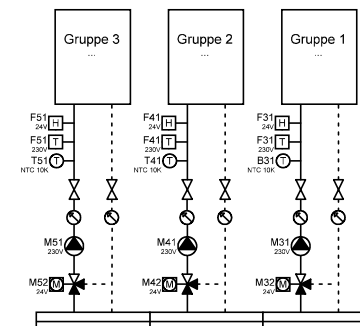 Gruppe 3
...
Gruppe 2
...
Gruppe 1
...
F51 H
24V
F41 H
24V
F31 H
24V
F51 T
230V
F41 T
230V
F31 T
230V
T51 T
NTC 10K
T41 T
NTC 10K
B31 T
NTC 10K
M51
230V
M41
230V
M31
230V
M52 M
24V
M42 M
24V
M32 M
24V